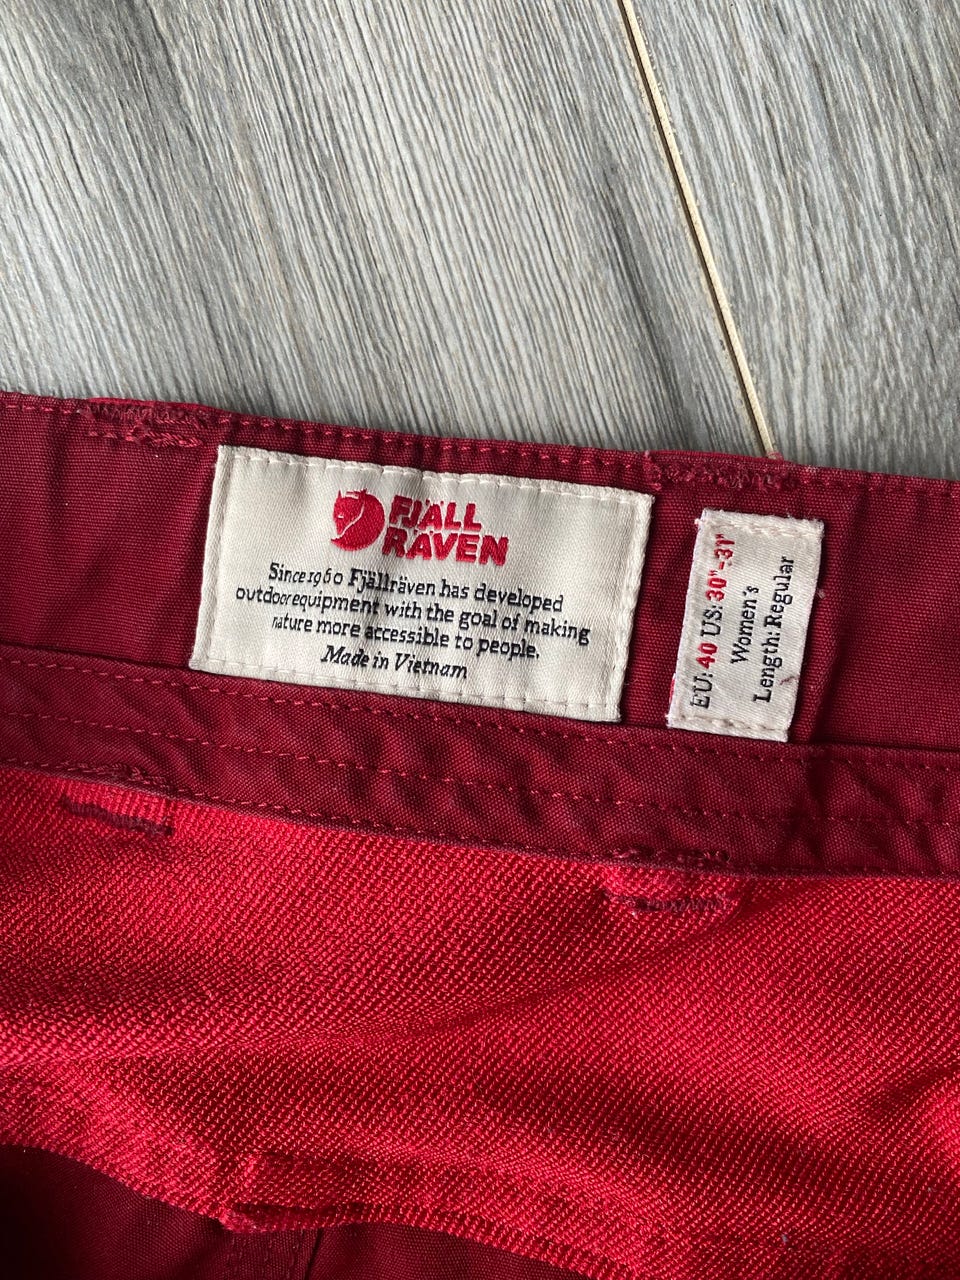 FJÄLL
RÄVEN
Since 1960 Fjällräven has developed
outdoor equipment with the goal of making
nature more accessible to people.
Made in Vietnam
EU: 40 US: 30"-31"
Women's
Length: Regular